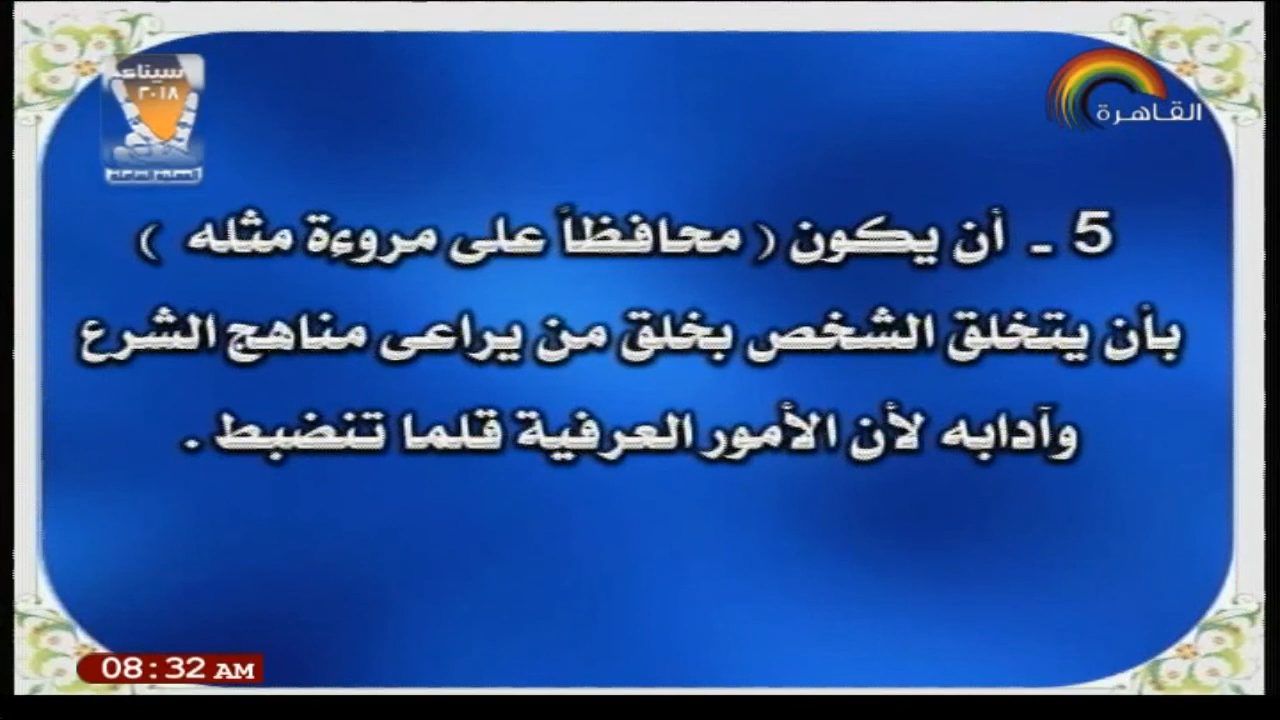 سيناء
٢٠١٨
القاهرة
5 ـ أن يكون ( محافظاً على مروءة مثله )
بأن يتخلق الشخص بخلق من يراعى مناهج الشرع
وآدابه لأن الأمور العرفية قلما تنضبط .
08:32 AM